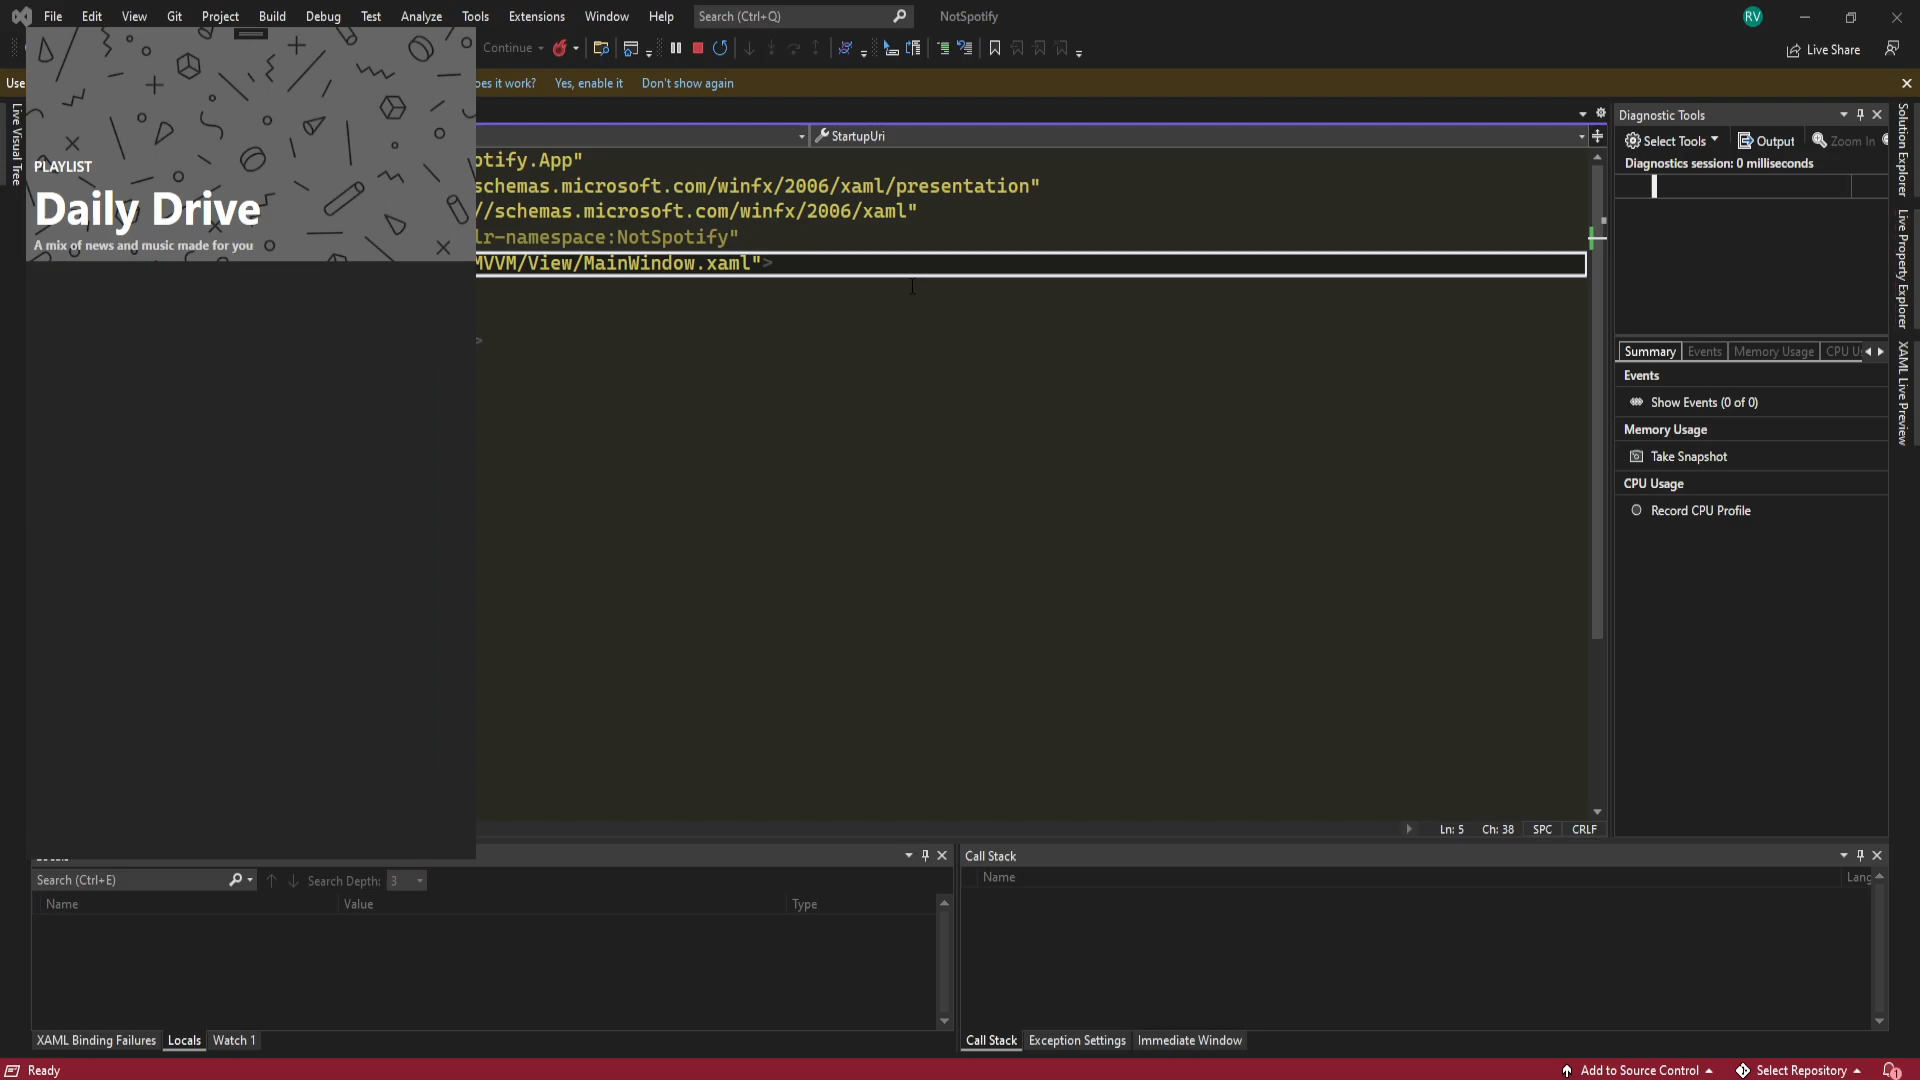 File Edit View Git Project Build Debug Test Analyze Tools Extensions Window Help Search (Ctrl+Q) NotSpotify RV
Continue Live Share
Use oes it work? Yes, enable it Don't show again
Live Visual Tree
PLAYLIST
Daily Drive
A mix of news and music made for you
StartupUri
otify.App"
schemas.microsoft.com/winfx/2006/xaml/presentation"
//schemas.microsoft.com/winfx/2006/xaml"
lr-namespace:NotSpotify"
MVVM/View/MainWindow.xaml">
>
Ln: 5 Ch: 38 SPC CRLF
Diagnostic Tools
Select Tools Output Zoom In
Diagnostics session: 0 milliseconds
Summary Events Memory Usage CPU U
Events
Show Events (0 of 0)
Memory Usage
Take Snapshot
CPU Usage
Record CPU Profile
Solution Explorer
Live Property Explorer
XAML Live Preview
Search (Ctrl+E) Search Depth: 3
Name Value Type
XAML Binding Failures Locals Watch 1
Call Stack
Name Lang
Call Stack Exception Settings Immediate Window
Ready Add to Source Control Select Repository 1